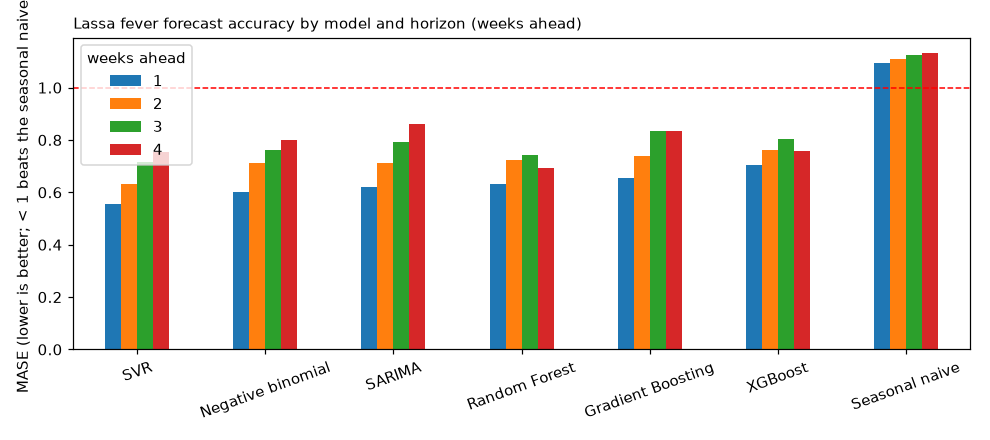 Lassa fever forecast accuracy by model and horizon (weeks ahead)
MASE (lower is better; < 1 beats the seasonal naive
1.0
0.8
0.6
0.4
0.2
0.0
weeks ahead
1
2
3
4
SVR
Negative binomial
SARIMA
Random Forest
Gradient Boosting
XGBoost
Seasonal naive